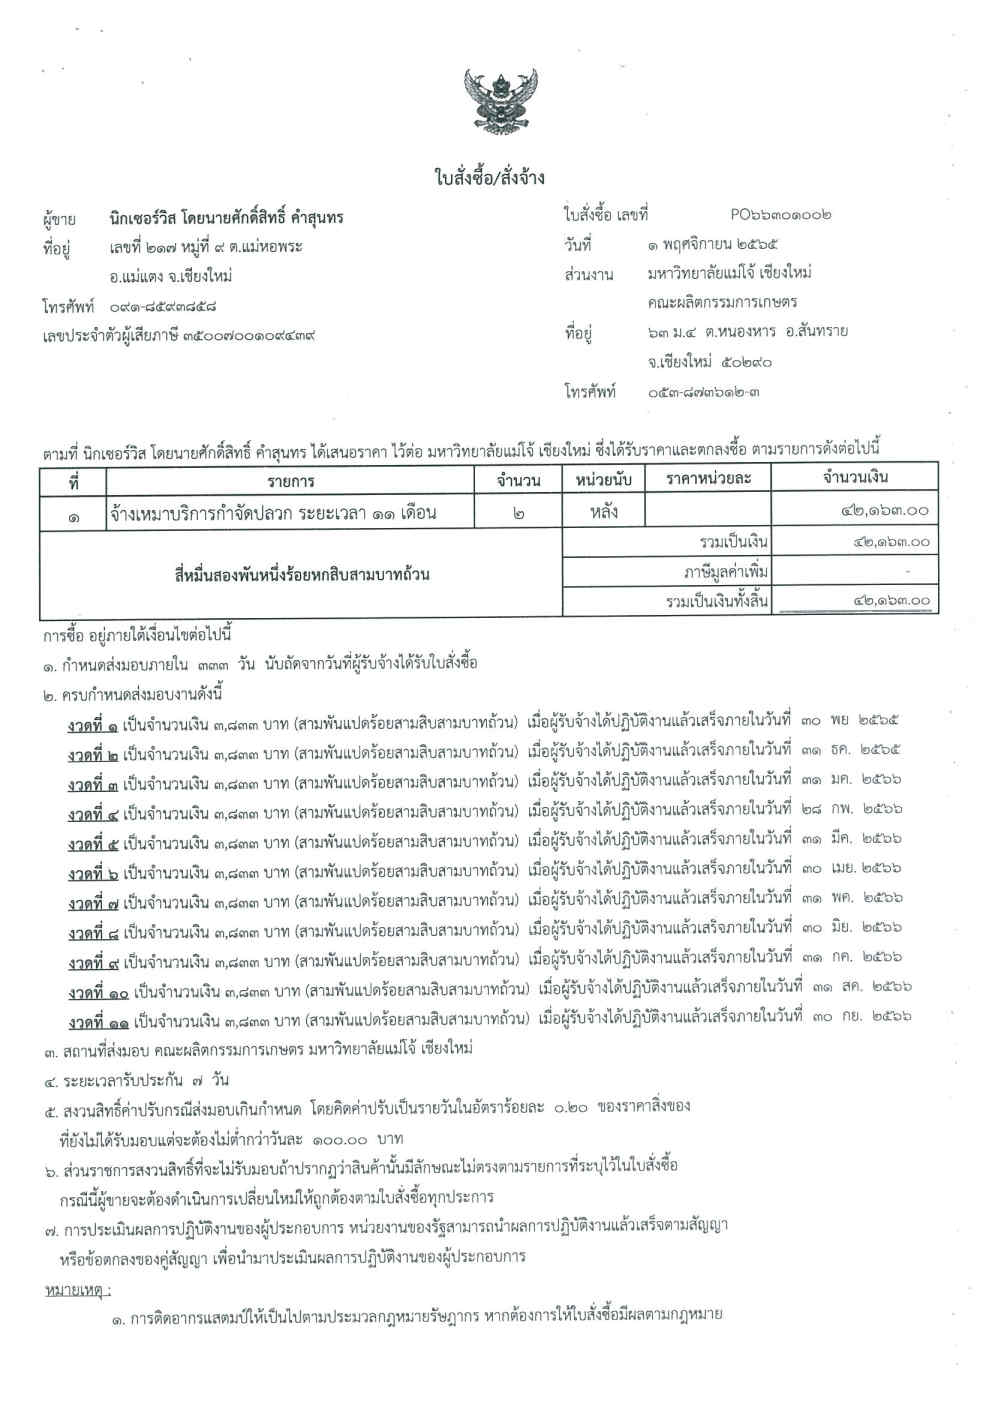 ใบสั่งซื้อ/สั่งจ้าง
ผู้ขาย นิกเซอร์วิส โดยนายศักดิ์สิทธิ์ คำสุนทร
ที่อยู่ เลขที่ ๒๑๗ หมู่ที่ ๙ ต.แม่หอพระ
อ.แม่แตง จ.เชียงใหม่
โทรศัพท์ ๐๙๑-๘๕๙๓๘๕๘
เลขประจำตัวผู้เสียภาษี ๓๕๐๐๗๐๐๑๐๙๔๓๙
ใบสั่งซื้อ เลขที่ PO๖๖๓๐๑๐๐๒
วันที่ ๑ พฤศจิกายน ๒๕๖๕
ส่วนงาน มหาวิทยาลัยแม่โจ้ เชียงใหม่
คณะผลิตกรรมการเกษตร
ที่อยู่ ๖๓ ม.๔ ต.หนองหาร อ.สันทราย
จ.เชียงใหม่ ๕๐๒๙๐
โทรศัพท์ ๐๕๓-๘๗๓๖๑๒-๓
ตามที่ นิกเซอร์วิส โดยนายศักดิ์สิทธิ์ คำสุนทร ได้เสนอราคา ไว้ต่อ มหาวิทยาลัยแม่โจ้ เชียงใหม่ ซึ่งได้รับราคาและตกลงซื้อ ตามรายการดังต่อไปนี้
ที่ รายการ จำนวน หน่วยนับ ราคาหน่วยละ จำนวนเงิน
๑ จ้างเหมาบริการกำจัดปลวก ระยะเวลา ๑๑ เดือน ๒ หลัง ๔๒,๑๖๓.๐๐
รวมเป็นเงิน ๔๒,๑๖๓.๐๐
สี่หมื่นสองพันหนึ่งร้อยหกสิบสามบาทถ้วน ภาษีมูลค่าเพิ่ม -
รวมเป็นเงินทั้งสิ้น ๔๒,๑๖๓.๐๐
การซื้อ อยู่ภายใต้เงื่อนไขต่อไปนี้
๑. กำหนดส่งมอบภายใน ๓๓๓ วัน นับถัดจากวันที่ผู้รับจ้างได้รับใบสั่งซื้อ
๒. ครบกำหนดส่งมอบงานดังนี้
งวดที่ ๑ เป็นจำนวนเงิน ๓,๘๓๓ บาท (สามพันแปดร้อยสามสิบสามบาทถ้วน) เมื่อผู้รับจ้างได้ปฏิบัติงานแล้วเสร็จภายในวันที่ ๓๐ พย ๒๕๖๕
งวดที่ ๒ เป็นจำนวนเงิน ๓,๘๓๓ บาท (สามพันแปดร้อยสามสิบสามบาทถ้วน) เมื่อผู้รับจ้างได้ปฏิบัติงานแล้วเสร็จภายในวันที่ ๓๑ ธค. ๒๕๖๕
งวดที่ ๓ เป็นจำนวนเงิน ๓,๘๓๓ บาท (สามพันแปดร้อยสามสิบสามบาทถ้วน) เมื่อผู้รับจ้างได้ปฏิบัติงานแล้วเสร็จภายในวันที่ ๓๑ มค. ๒๕๖๖
งวดที่ ๔ เป็นจำนวนเงิน ๓,๘๓๓ บาท (สามพันแปดร้อยสามสิบสามบาทถ้วน) เมื่อผู้รับจ้างได้ปฏิบัติงานแล้วเสร็จภายในวันที่ ๒๘ กพ. ๒๕๖๖
งวดที่ ๕ เป็นจำนวนเงิน ๓,๘๓๓ บาท (สามพันแปดร้อยสามสิบสามบาทถ้วน) เมื่อผู้รับจ้างได้ปฏิบัติงานแล้วเสร็จภายในวันที่ ๓๑ มีค. ๒๕๖๖
งวดที่ ๖ เป็นจำนวนเงิน ๓,๘๓๓ บาท (สามพันแปดร้อยสามสิบสามบาทถ้วน) เมื่อผู้รับจ้างได้ปฏิบัติงานแล้วเสร็จภายในวันที่ ๓๐ เมย. ๒๕๖๖
งวดที่ ๗ เป็นจำนวนเงิน ๓,๘๓๓ บาท (สามพันแปดร้อยสามสิบสามบาทถ้วน) เมื่อผู้รับจ้างได้ปฏิบัติงานแล้วเสร็จภายในวันที่ ๓๑ พค. ๒๕๖๖
งวดที่ ๘ เป็นจำนวนเงิน ๓,๘๓๓ บาท (สามพันแปดร้อยสามสิบสามบาทถ้วน) เมื่อผู้รับจ้างได้ปฏิบัติงานแล้วเสร็จภายในวันที่ ๓๐ มิย. ๒๕๖๖
งวดที่ ๙ เป็นจำนวนเงิน ๓,๘๓๓ บาท (สามพันแปดร้อยสามสิบสามบาทถ้วน) เมื่อผู้รับจ้างได้ปฏิบัติงานแล้วเสร็จภายในวันที่ ๓๑ กค. ๒๕๖๖
งวดที่ ๑๐ เป็นจำนวนเงิน ๓,๘๓๓ บาท (สามพันแปดร้อยสามสิบสามบาทถ้วน) เมื่อผู้รับจ้างได้ปฏิบัติงานแล้วเสร็จภายในวันที่ ๓๑ สค. ๒๕๖๖
งวดที่ ๑๑ เป็นจำนวนเงิน ๓,๘๓๓ บาท (สามพันแปดร้อยสามสิบสามบาทถ้วน) เมื่อผู้รับจ้างได้ปฏิบัติงานแล้วเสร็จภายในวันที่ ๓๐ กย. ๒๕๖๖
๓. สถานที่ส่งมอบ คณะผลิตกรรมการเกษตร มหาวิทยาลัยแม่โจ้ เชียงใหม่
๔. ระยะเวลารับประกัน ๗ วัน
๕. สงวนสิทธิ์ค่าปรับกรณีส่งมอบเกินกำหนด โดยคิดค่าปรับเป็นรายวันในอัตราร้อยละ ๐.๒๐ ของราคาสิ่งของ
ที่ยังไม่ได้รับมอบแต่จะต้องไม่ต่ำกว่าวันละ ๑๐๐.๐๐ บาท
๖. ส่วนราชการสงวนสิทธิ์ที่จะไม่รับมอบถ้าปรากฏว่าสินค้านั้นมีลักษณะไม่ตรงตามรายการที่ระบุไว้ในใบสั่งซื้อ
กรณีนี้ผู้ขายจะต้องดำเนินการเปลี่ยนใหม่ให้ถูกต้องตามใบสั่งซื้อทุกประการ
๗. การประเมินผลการปฏิบัติงานของผู้ประกอบการ หน่วยงานของรัฐสามารถนำผลการปฏิบัติงานแล้วเสร็จตามสัญญา
หรือข้อตกลงของคู่สัญญา เพื่อนำมาประเมินผลการปฏิบัติงานของผู้ประกอบการ
หมายเหตุ :
๑. การติดอากรแสตมป์ให้เป็นไปตามประมวลกฎหมายรัษฎากร หากต้องการให้ใบสั่งซื้อมีผลตามกฎหมาย